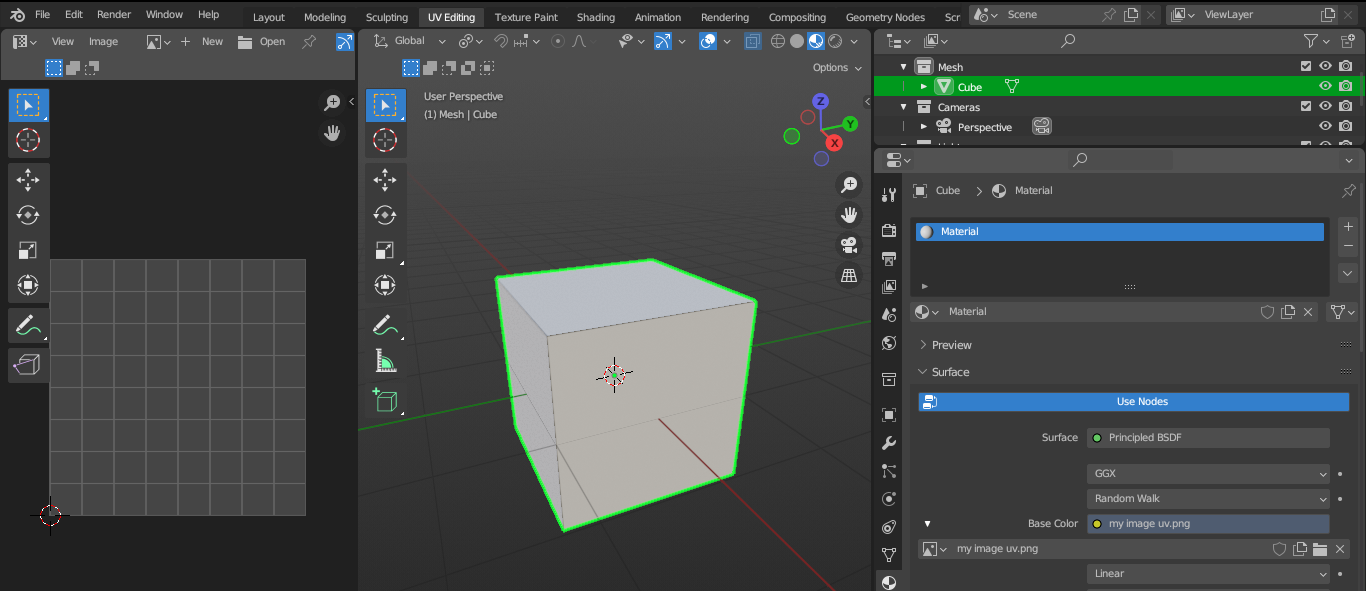 File Edit Render Window Help Layout Modeling Sculpting UV Editing Texture Paint Shading Animation Rendering Compositing Geometry Nodes Scr Scene ViewLayer
View Image New Open
Global
Options
User Perspective
(1) Mesh | Cube
Z
Y
X
Mesh
Cube
Cameras
Perspective
Cube Material
Material
Material
Preview
Surface
Use Nodes
Surface Principled BSDF
GGX
Random Walk
Base Color my image uv.png
my image uv.png
Linear